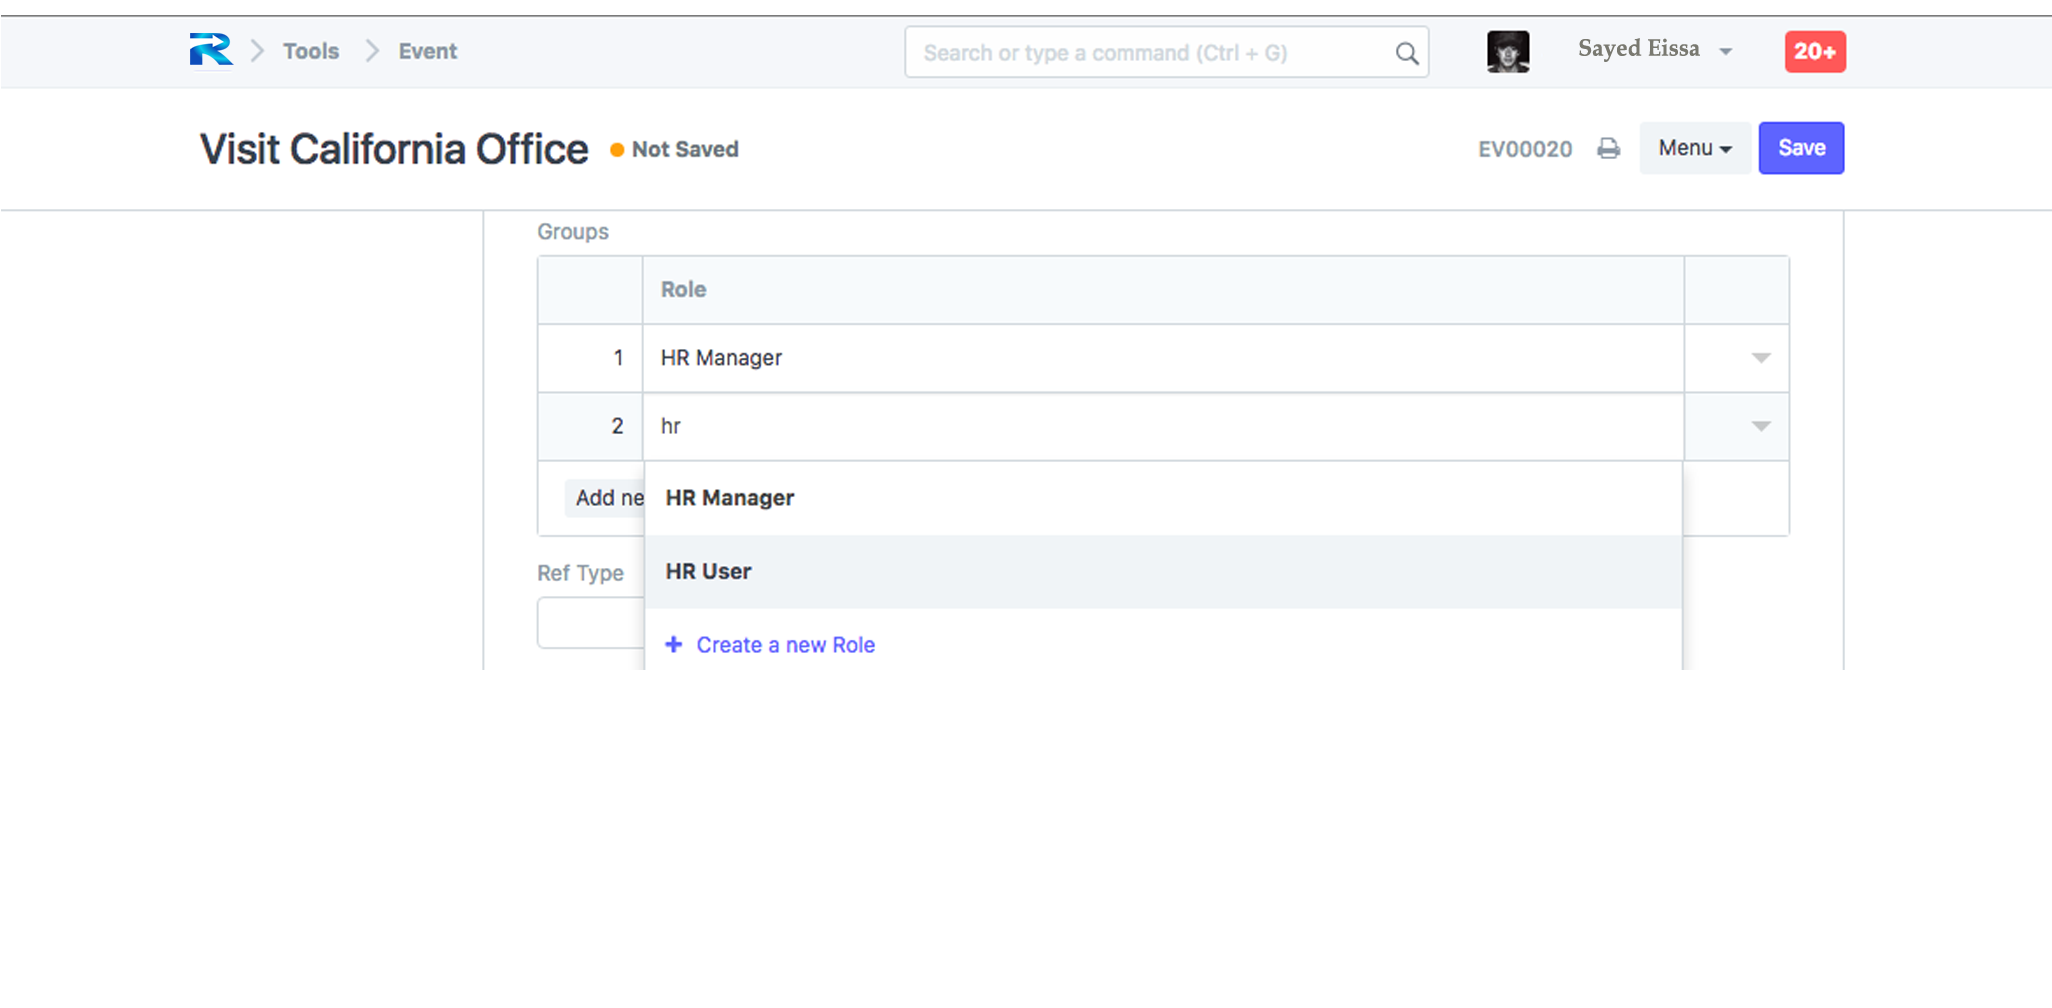 Tools Event Search or type a command (Ctrl + G) Sayed Eissa 20+
Visit California Office Not Saved EV00020 Menu Save
Groups
Role
1 HR Manager
2 hr
Add ne HR Manager
HR User
Ref Type
+ Create a new Role